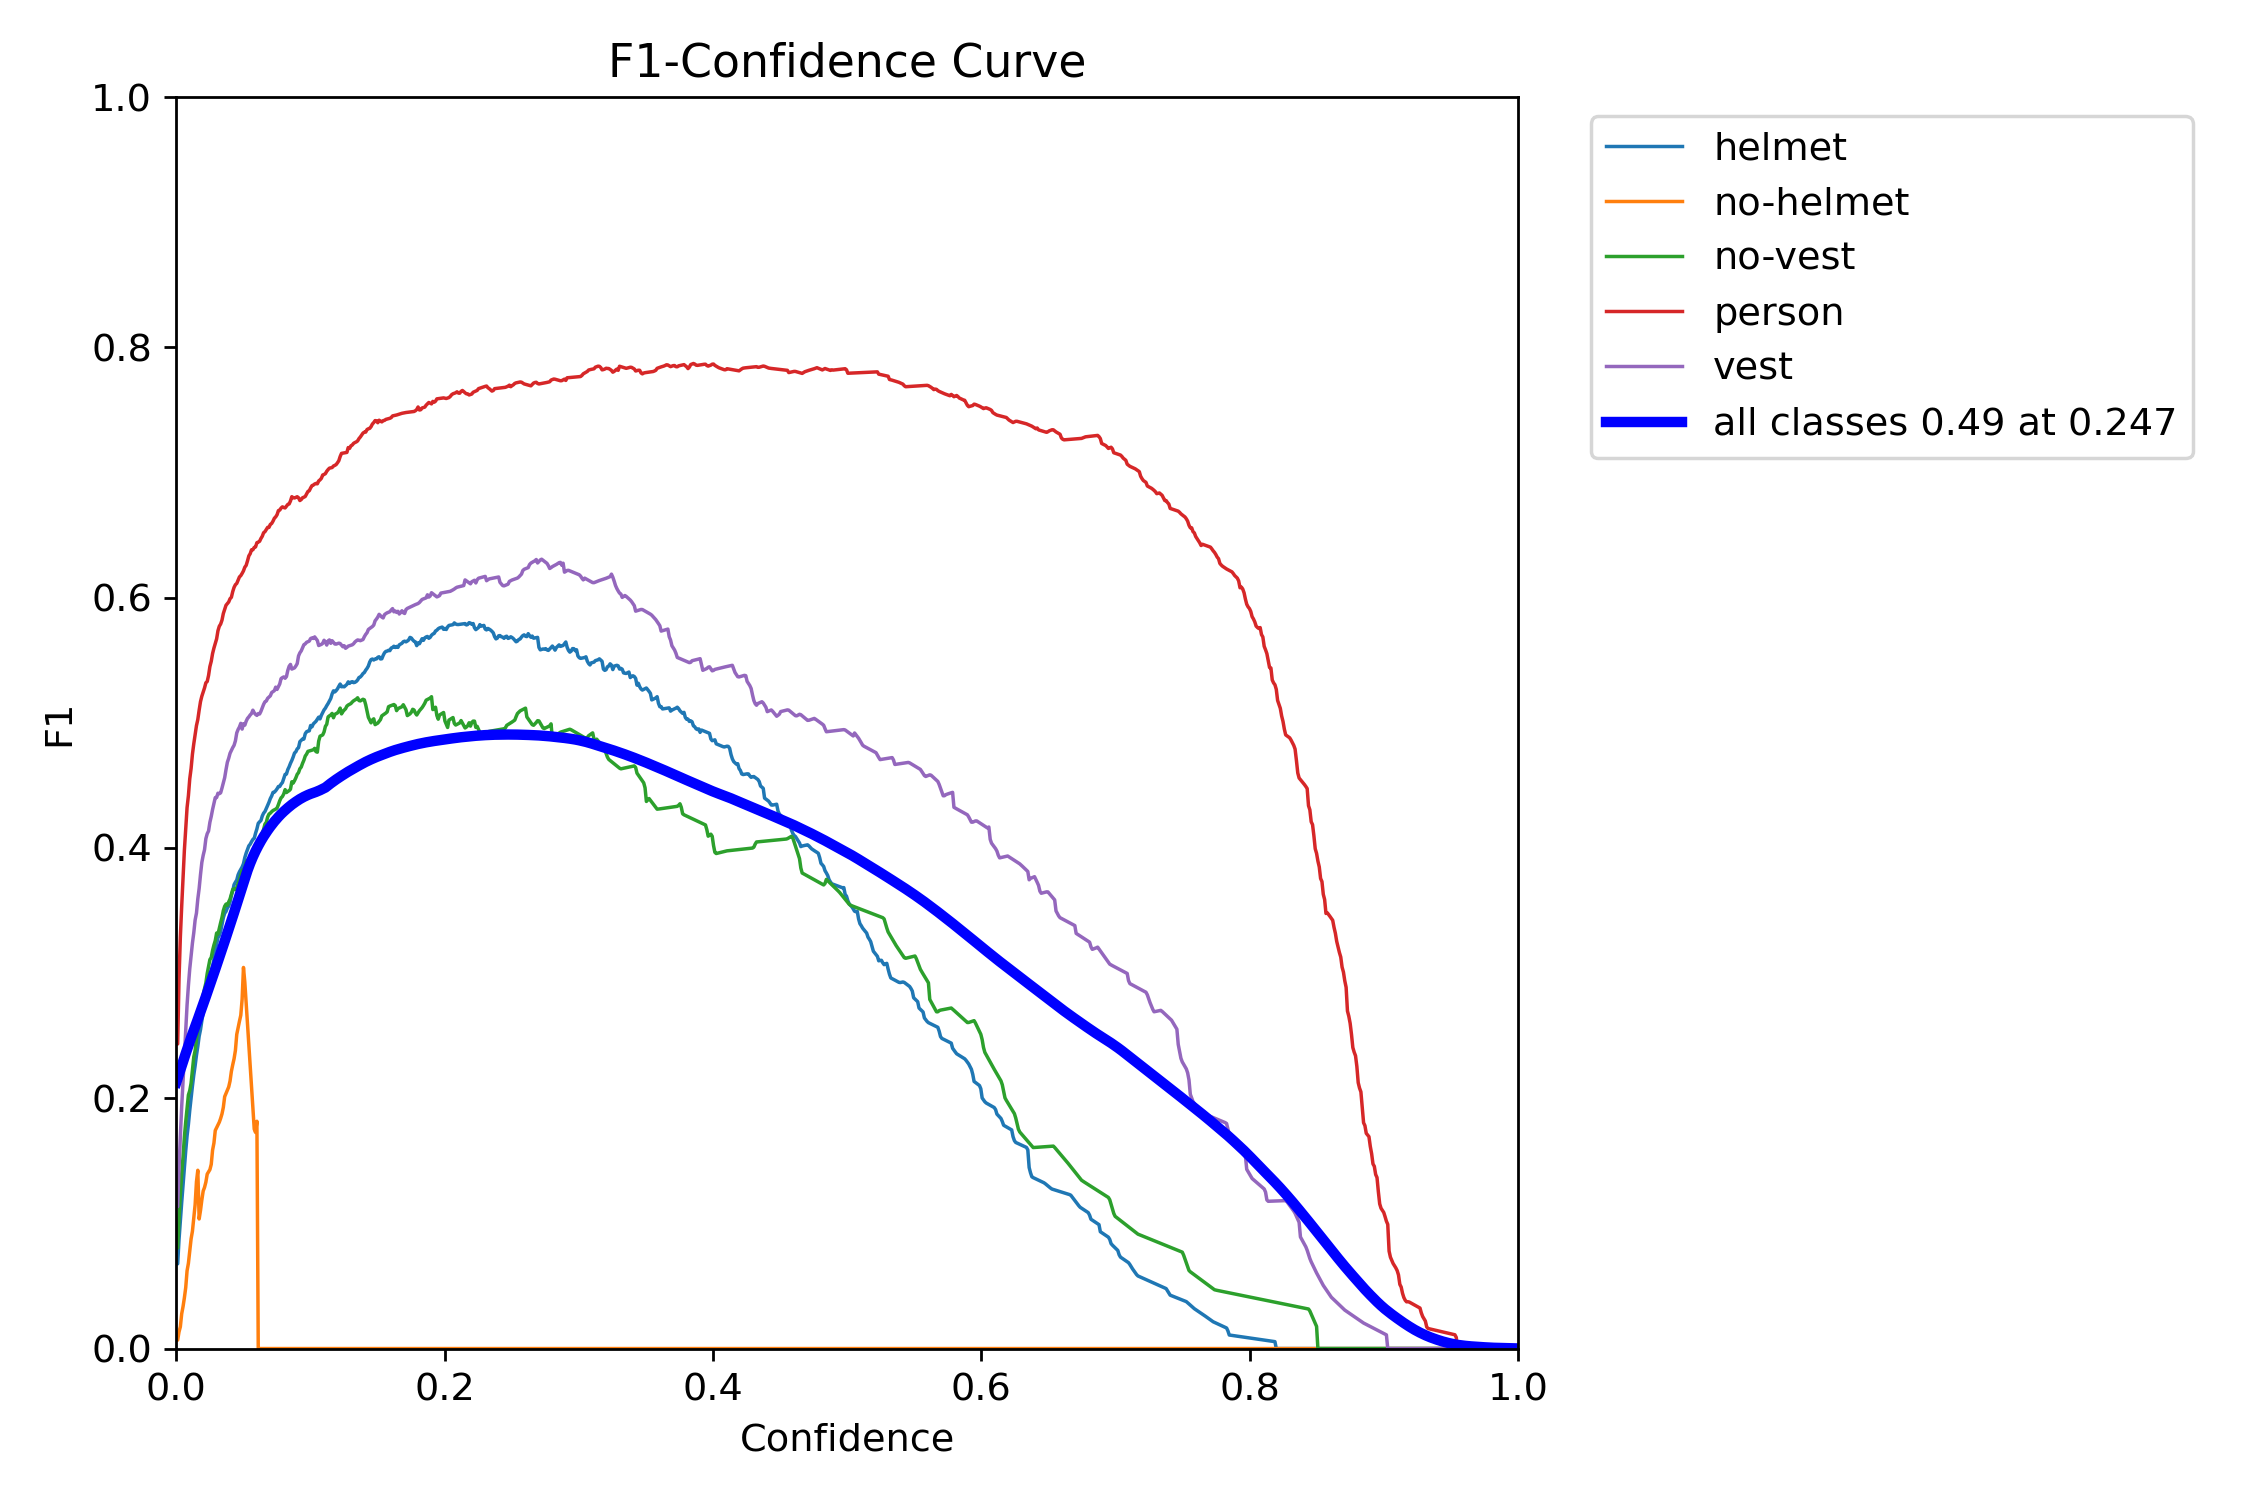 F1-Confidence Curve
1.0
0.8
0.6
0.4
0.2
0.0
F1
0.0 0.2 0.4 0.6 0.8 1.0
Confidence
helmet
no-helmet
no-vest
person
vest
all classes 0.49 at 0.247